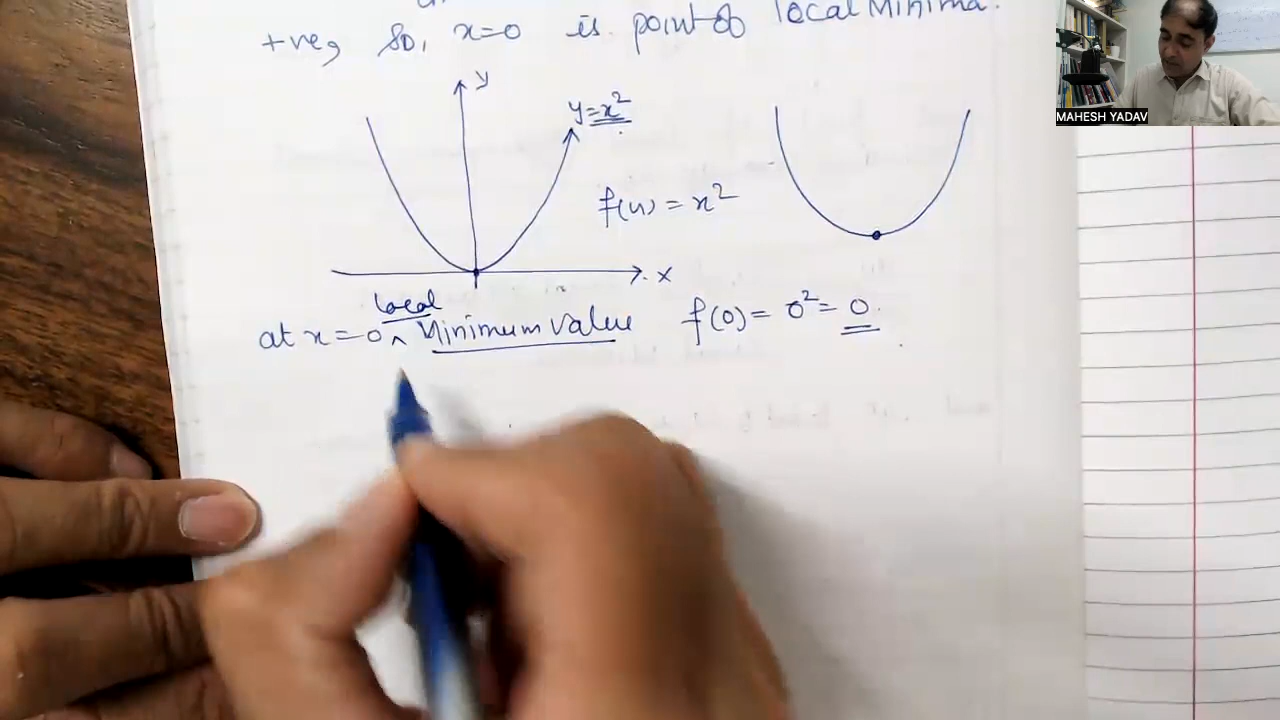 +ve, So, x=0 is point of local Minima.
y
y=x²
f(x) = x²
x
local
at x=0 ^ Minimum value f(0) = 0² = 0.
MAHESH YADAV